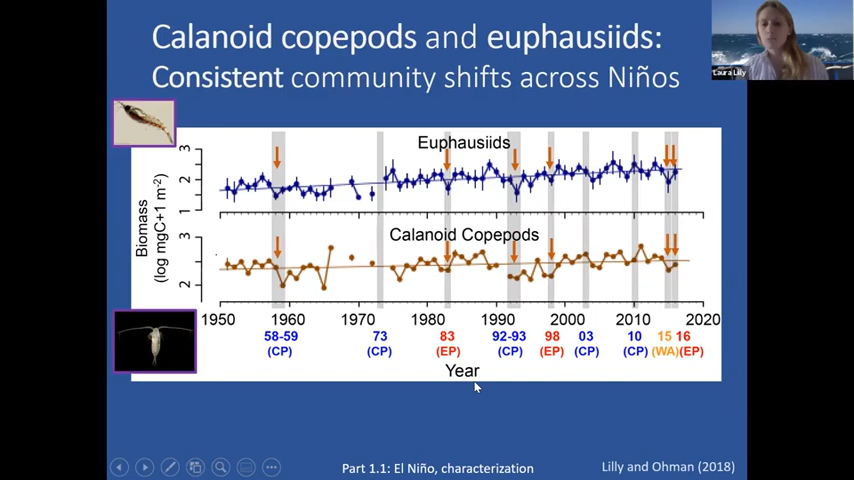 Calanoid copepods and euphausiids:
Consistent community shifts across Niños
Laura Lilly
Euphausiids
3
2
1
Calanoid Copepods
3
2
Biomass
(log mgC+1 m-2)
1950 1960 1970 1980 1990 2000 2010 2020
58-59 73 83 92-93 98 03 10 15 16
(CP) (CP) (EP) (CP) (EP) (CP) (CP) (WA) (EP)
Year
Part 1.1: El Niño, characterization
Lilly and Ohman (2018)